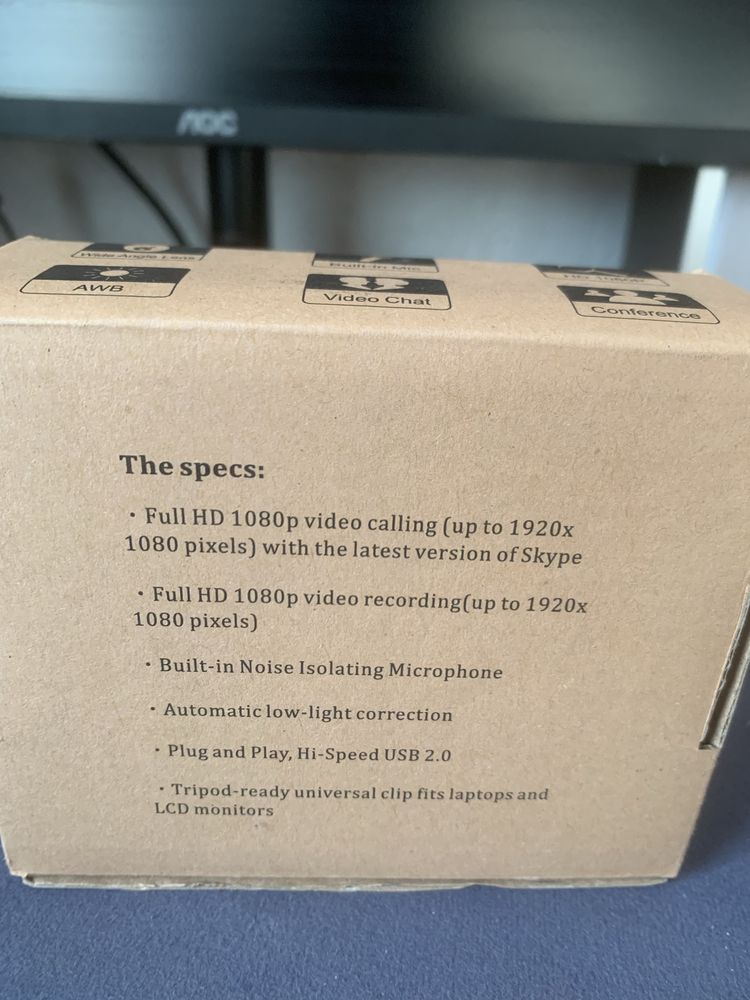 AOC
Wide Angle Lens
Built-in Mic
AWB
Video Chat
Conference
The specs:
· Full HD 1080p video calling (up to 1920x
1080 pixels) with the latest version of Skype
· Full HD 1080p video recording(up to 1920x
1080 pixels)
· Built-in Noise Isolating Microphone
· Automatic low-light correction
· Plug and Play, Hi-Speed USB 2.0
· Tripod-ready universal clip fits laptops and
LCD monitors